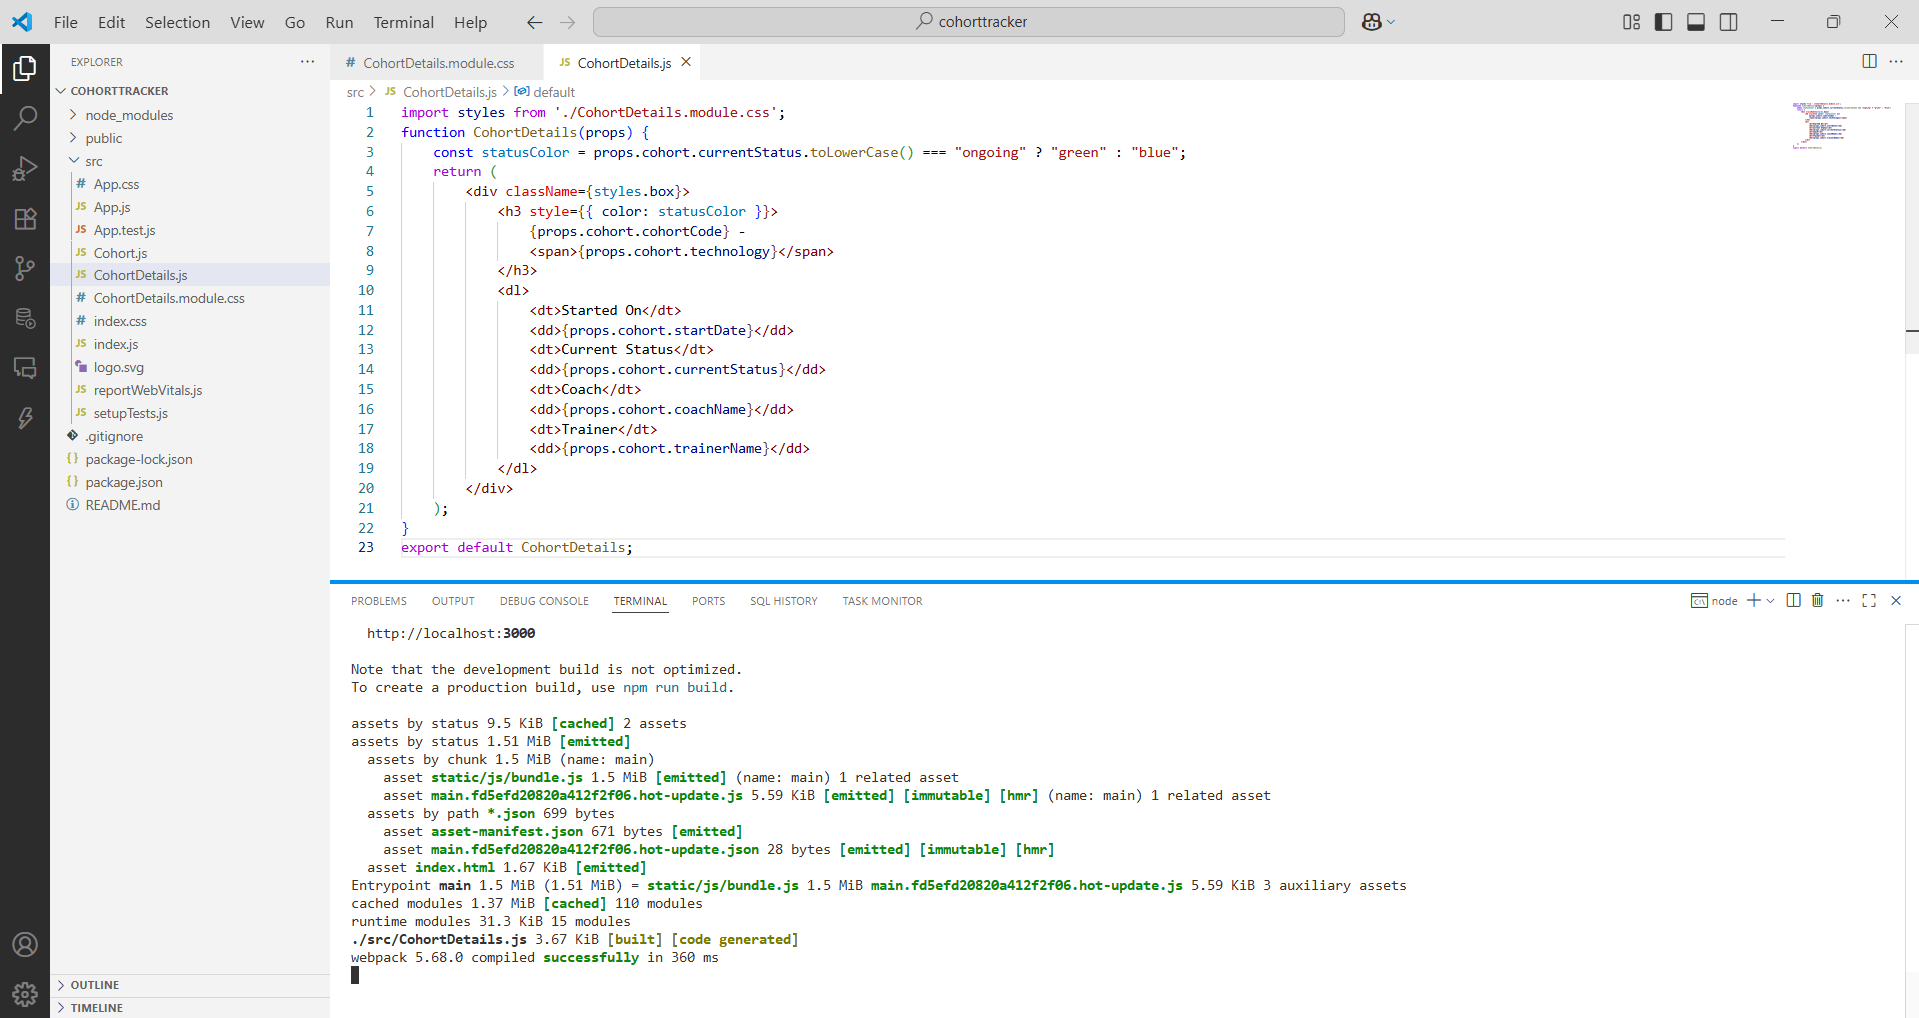 File Edit Selection View Go Run Terminal Help
cohorttracker
EXPLORER
COHORTTRACKER
node_modules
public
src
# App.css
JS App.js
JS App.test.js
JS Cohort.js
JS CohortDetails.js
# CohortDetails.module.css
# index.css
JS index.js
logo.svg
JS reportWebVitals.js
JS setupTests.js
.gitignore
{} package-lock.json
{} package.json
README.md
OUTLINE
TIMELINE
# CohortDetails.module.css
JS CohortDetails.js
src > JS CohortDetails.js > default
1 import styles from './CohortDetails.module.css';
2 function CohortDetails(props) {
3 const statusColor = props.cohort.currentStatus.toLowerCase() === "ongoing" ? "green" : "blue";
4 return (
5 <div className={styles.box}>
6 <h3 style={{ color: statusColor }}>
7 {props.cohort.cohortCode} -
8 <span>{props.cohort.technology}</span>
9 </h3>
10 <dl>
11 <dt>Started On</dt>
12 <dd>{props.cohort.startDate}</dd>
13 <dt>Current Status</dt>
14 <dd>{props.cohort.currentStatus}</dd>
15 <dt>Coach</dt>
16 <dd>{props.cohort.coachName}</dd>
17 <dt>Trainer</dt>
18 <dd>{props.cohort.trainerName}</dd>
19 </dl>
20 </div>
21 );
22 }
23 export default CohortDetails;
PROBLEMS OUTPUT DEBUG CONSOLE TERMINAL PORTS SQL HISTORY TASK MONITOR
node
http://localhost:3000
Note that the development build is not optimized.
To create a production build, use npm run build.
assets by status 9.5 KiB [cached] 2 assets
assets by status 1.51 MiB [emitted]
assets by chunk 1.5 MiB (name: main)
asset static/js/bundle.js 1.5 MiB [emitted] (name: main) 1 related asset
asset main.fd5efd20820a412f2f06.hot-update.js 5.59 KiB [emitted] [immutable] [hmr] (name: main) 1 related asset
assets by path *.json 699 bytes
asset asset-manifest.json 671 bytes [emitted]
asset main.fd5efd20820a412f2f06.hot-update.json 28 bytes [emitted] [immutable] [hmr]
asset index.html 1.67 KiB [emitted]
Entrypoint main 1.5 MiB (1.51 MiB) = static/js/bundle.js 1.5 MiB main.fd5efd20820a412f2f06.hot-update.js 5.59 KiB 3 auxiliary assets
cached modules 1.37 MiB [cached] 110 modules
runtime modules 31.3 KiB 15 modules
./src/CohortDetails.js 3.67 KiB [built] [code generated]
webpack 5.68.0 compiled successfully in 360 ms